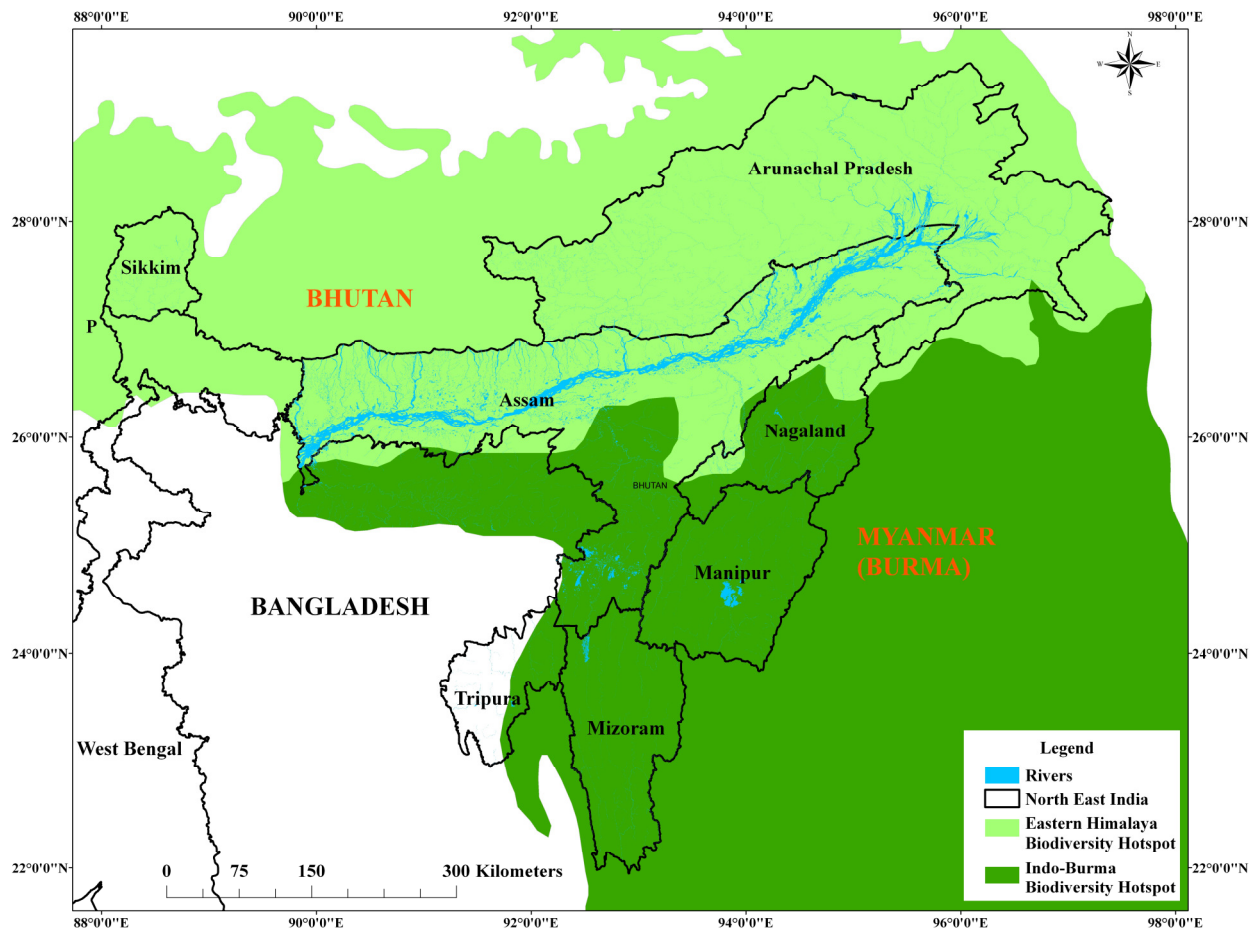 88°0'0"E
90°0'0"E
92°0'0"E
94°0'0"E
96°0'0"E
98°0'0"E
N
W
E
S
Arunachal Pradesh
28°0'0"N
28°0'0"N
Sikkim
BHUTAN
P
Assam
26°0'0"N
26°0'0"N
Nagaland
BHUTAN
MYANMAR
(BURMA)
Manipur
BANGLADESH
24°0'0"N
24°0'0"N
Tripura
Mizoram
West Bengal
Legend
Rivers
North East India
Eastern Himalaya
Biodiversity Hotspot
Indo-Burma
Biodiversity Hotspot
22°0'0"N
22°0'0"N
0 75 150 300 Kilometers
88°0'0"E
90°0'0"E
92°0'0"E
94°0'0"E
96°0'0"E
98°0'0"E